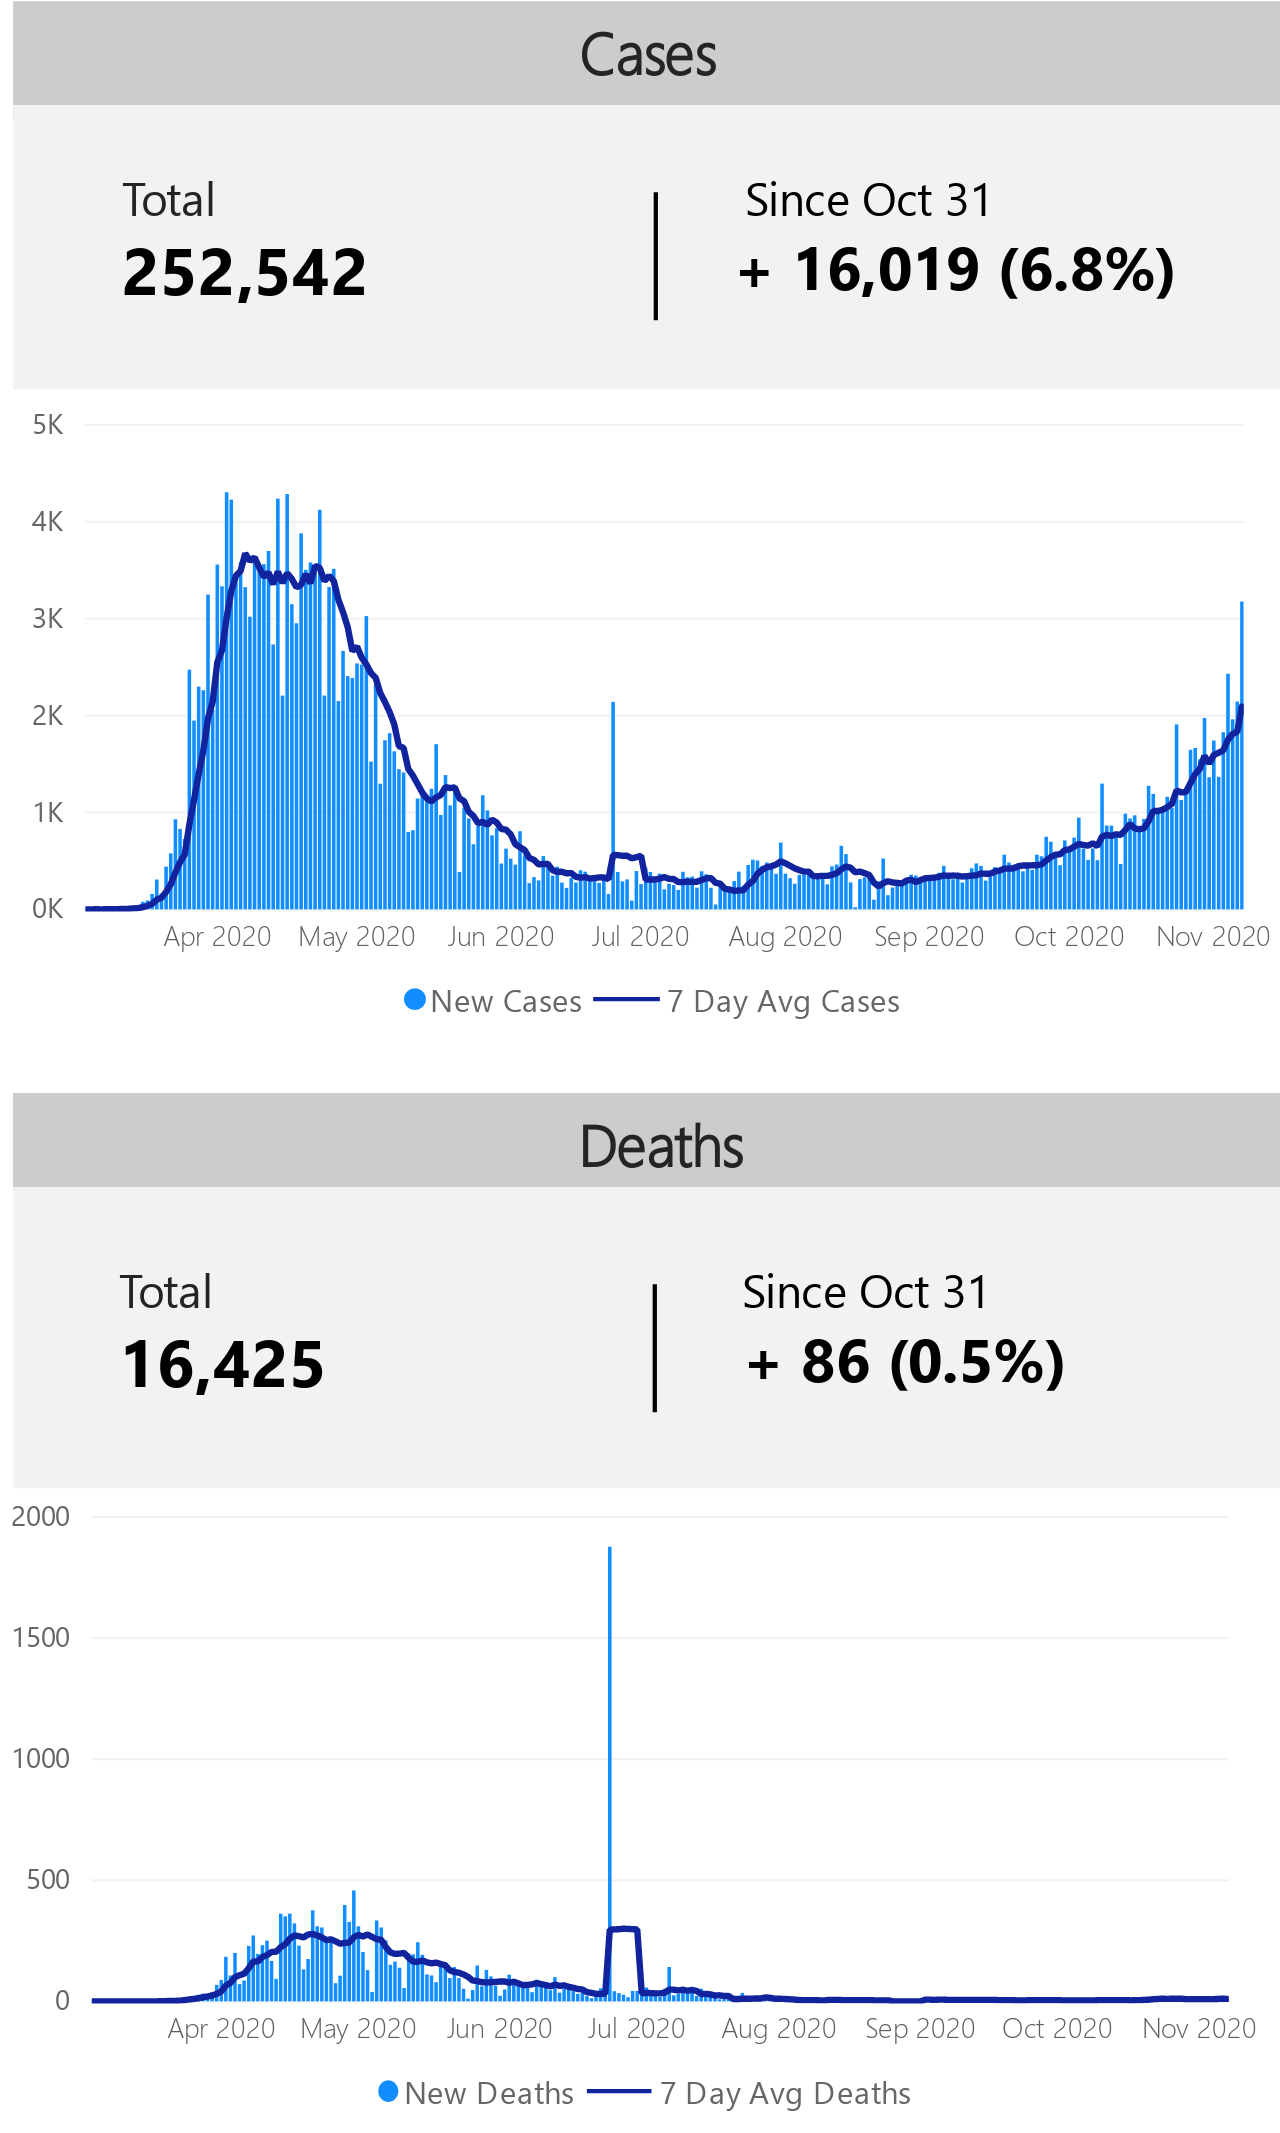 Cases
Total
Since Oct 31
252,542
+ 16,019 (6.8%)
5K
4K
3K
2K
1K
0K
Apr 2020 May 2020 Jun 2020 Jul 2020 Aug 2020 Sep 2020 Oct 2020 Nov 2020
New Cases 7 Day Avg Cases
Deaths
Total
Since Oct 31
16,425
+ 86 (0.5%)
2000
1500
1000
500
0
Apr 2020 May 2020 Jun 2020 Jul 2020 Aug 2020 Sep 2020 Oct 2020 Nov 2020
New Deaths 7 Day Avg Deaths